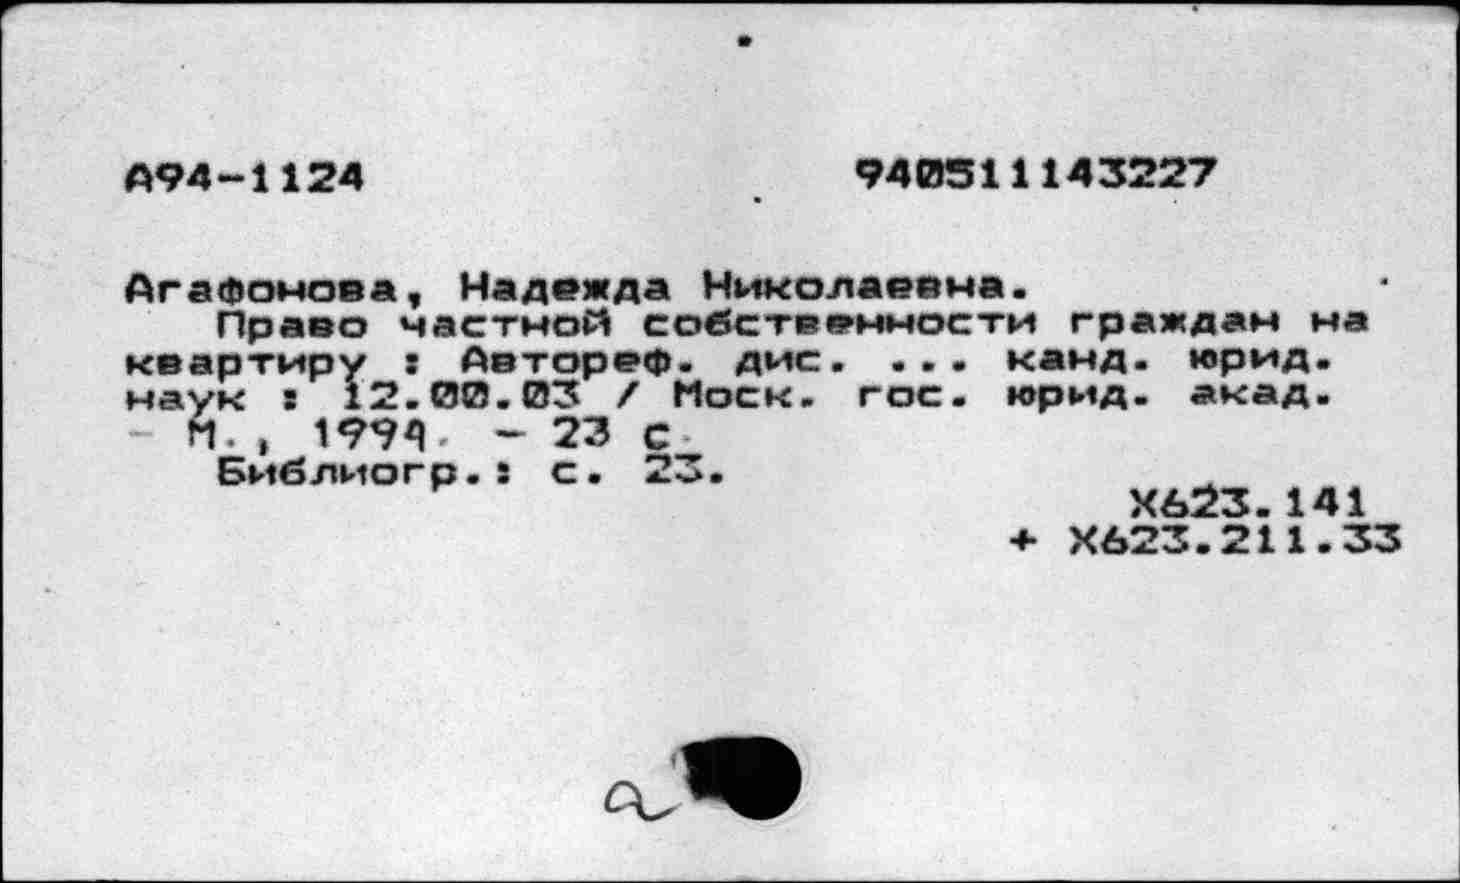 А94-1124 940511143227
Агафонова, Надежда Николаевна.
Право частной собственности граждан на
квартиру : Автореф. дис. ... канд. юрид.
наук : 12.00.03 / Моск. гос. юрид. акад.
- М., 1994. - 23 с
Библиогр.: с. 23.
Х623.141
+ Х623.211.33